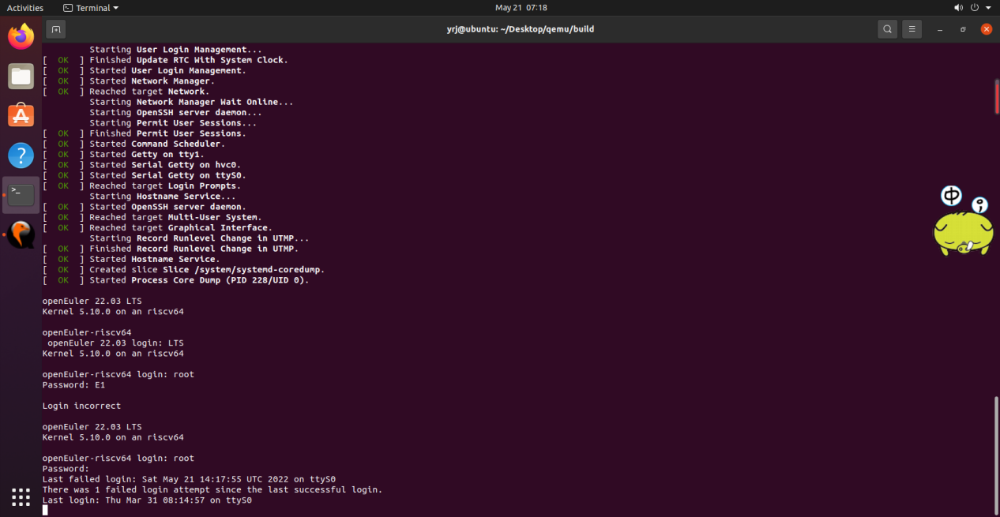 Activities Terminal May 21 07:18
yrj@ubuntu: ~/Desktop/qemu/build
Starting User Login Management...
[ OK ] Finished Update RTC With System Clock.
[ OK ] Started User Login Management.
[ OK ] Started Network Manager.
[ OK ] Reached target Network.
Starting Network Manager Wait Online...
Starting OpenSSH server daemon...
Starting Permit User Sessions...
[ OK ] Finished Permit User Sessions.
[ OK ] Started Command Scheduler.
[ OK ] Started Getty on tty1.
[ OK ] Started Serial Getty on hvc0.
[ OK ] Started Serial Getty on ttyS0.
[ OK ] Reached target Login Prompts.
Starting Hostname Service...
[ OK ] Started OpenSSH server daemon.
[ OK ] Reached target Multi-User System.
[ OK ] Reached target Graphical Interface.
Starting Record Runlevel Change in UTMP...
[ OK ] Finished Record Runlevel Change in UTMP.
[ OK ] Started Hostname Service.
[ OK ] Created slice Slice /system/systemd-coredump.
[ OK ] Started Process Core Dump (PID 228/UID 0).
openEuler 22.03 LTS
Kernel 5.10.0 on an riscv64
openEuler-riscv64
openEuler 22.03 login: LTS
Kernel 5.10.0 on an riscv64
openEuler-riscv64 login: root
Password: E1
Login incorrect
openEuler 22.03 LTS
Kernel 5.10.0 on an riscv64
openEuler-riscv64 login: root
Password:
Last failed login: Sat May 21 14:17:55 UTC 2022 on ttyS0
There was 1 failed login attempt since the last successful login.
Last login: Thu Mar 31 08:14:57 on ttyS0
中
;